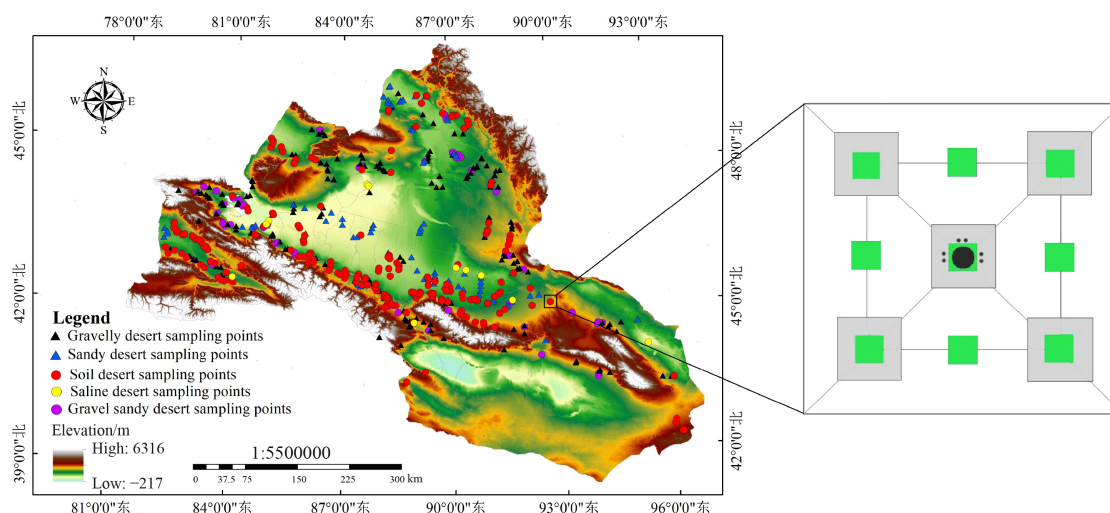 78°0'0"东 81°0'0"东 84°0'0"东 87°0'0"东 90°0'0"东 93°0'0"东
N
W E
S
45°0'0"北
42°0'0"北
39°0'0"北
48°0'0"北
45°0'0"北
42°0'0"北
Legend
Gravelly desert sampling points
Sandy desert sampling points
Soil desert sampling points
Saline desert sampling points
Gravel sandy desert sampling points
Elevation/m
High: 6316
Low: −217
1:5500000
0 37.5 75 150 225 300 km
81°0'0"东 84°0'0"东 87°0'0"东 90°0'0"东 93°0'0"东 96°0'0"东